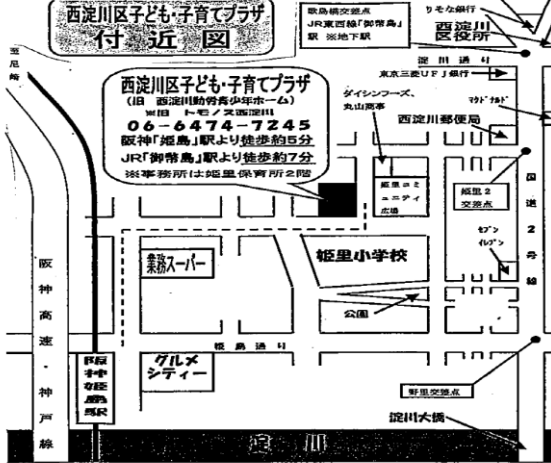 西淀川区子ども・子育てプラザ
付近図
歌島橋交差点
JR東西線「御幣島」
駅 ※地下駅
りそな銀行
西淀川
区役所
至尼崎
淀川通り
東京三菱UFJ銀行
マクドナルド
西淀川区子ども・子育てプラザ
(旧 西淀川勤労青少年ホーム)
※旧 トモノス西淀川
06-6474-7245
阪神「姫島」駅より徒歩約5分
JR「御幣島」駅より徒歩約7分
※事務所は姫里保育所2階
ダイシンフーズ、
丸山商事
西淀川郵便局
姫里コミ
ュニティ
広場
姫里2
交差点
国道2号線
セブン
イレブン
姫里小学校
業務スーパー
公園
阪神高速・神戸線
姫島通り
阪神姫島駅
グルメ
シティー
野里交差点
淀川大橋
淀川